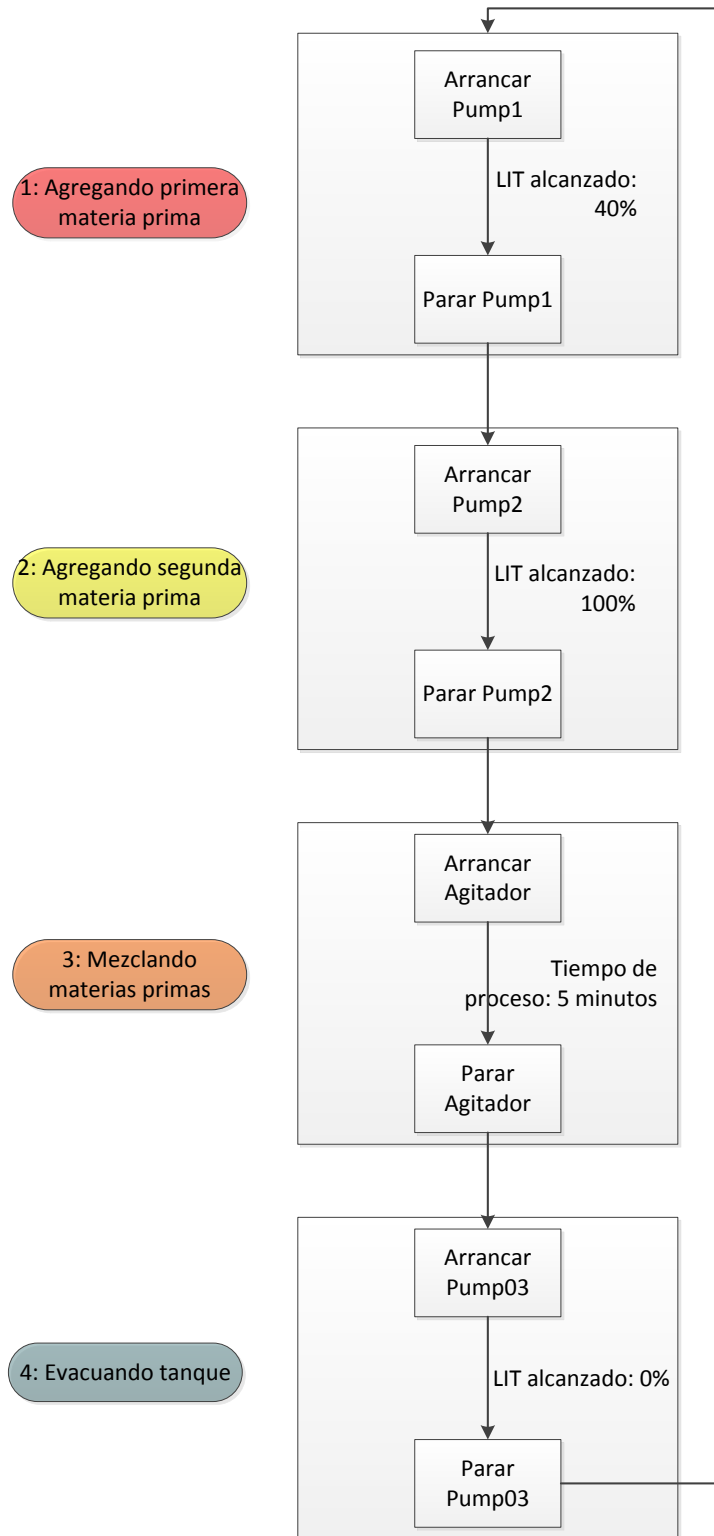 Arrancar
Pump1
1: Agregando primera
materia prima
LIT alcanzado:
40%
Parar Pump1
Arrancar
Pump2
2: Agregando segunda
materia prima
LIT alcanzado:
100%
Parar Pump2
Arrancar
Agitador
3: Mezclando
materias primas
Tiempo de
proceso: 5 minutos
Parar
Agitador
Arrancar
Pump03
4: Evacuando tanque
LIT alcanzado: 0%
Parar
Pump03